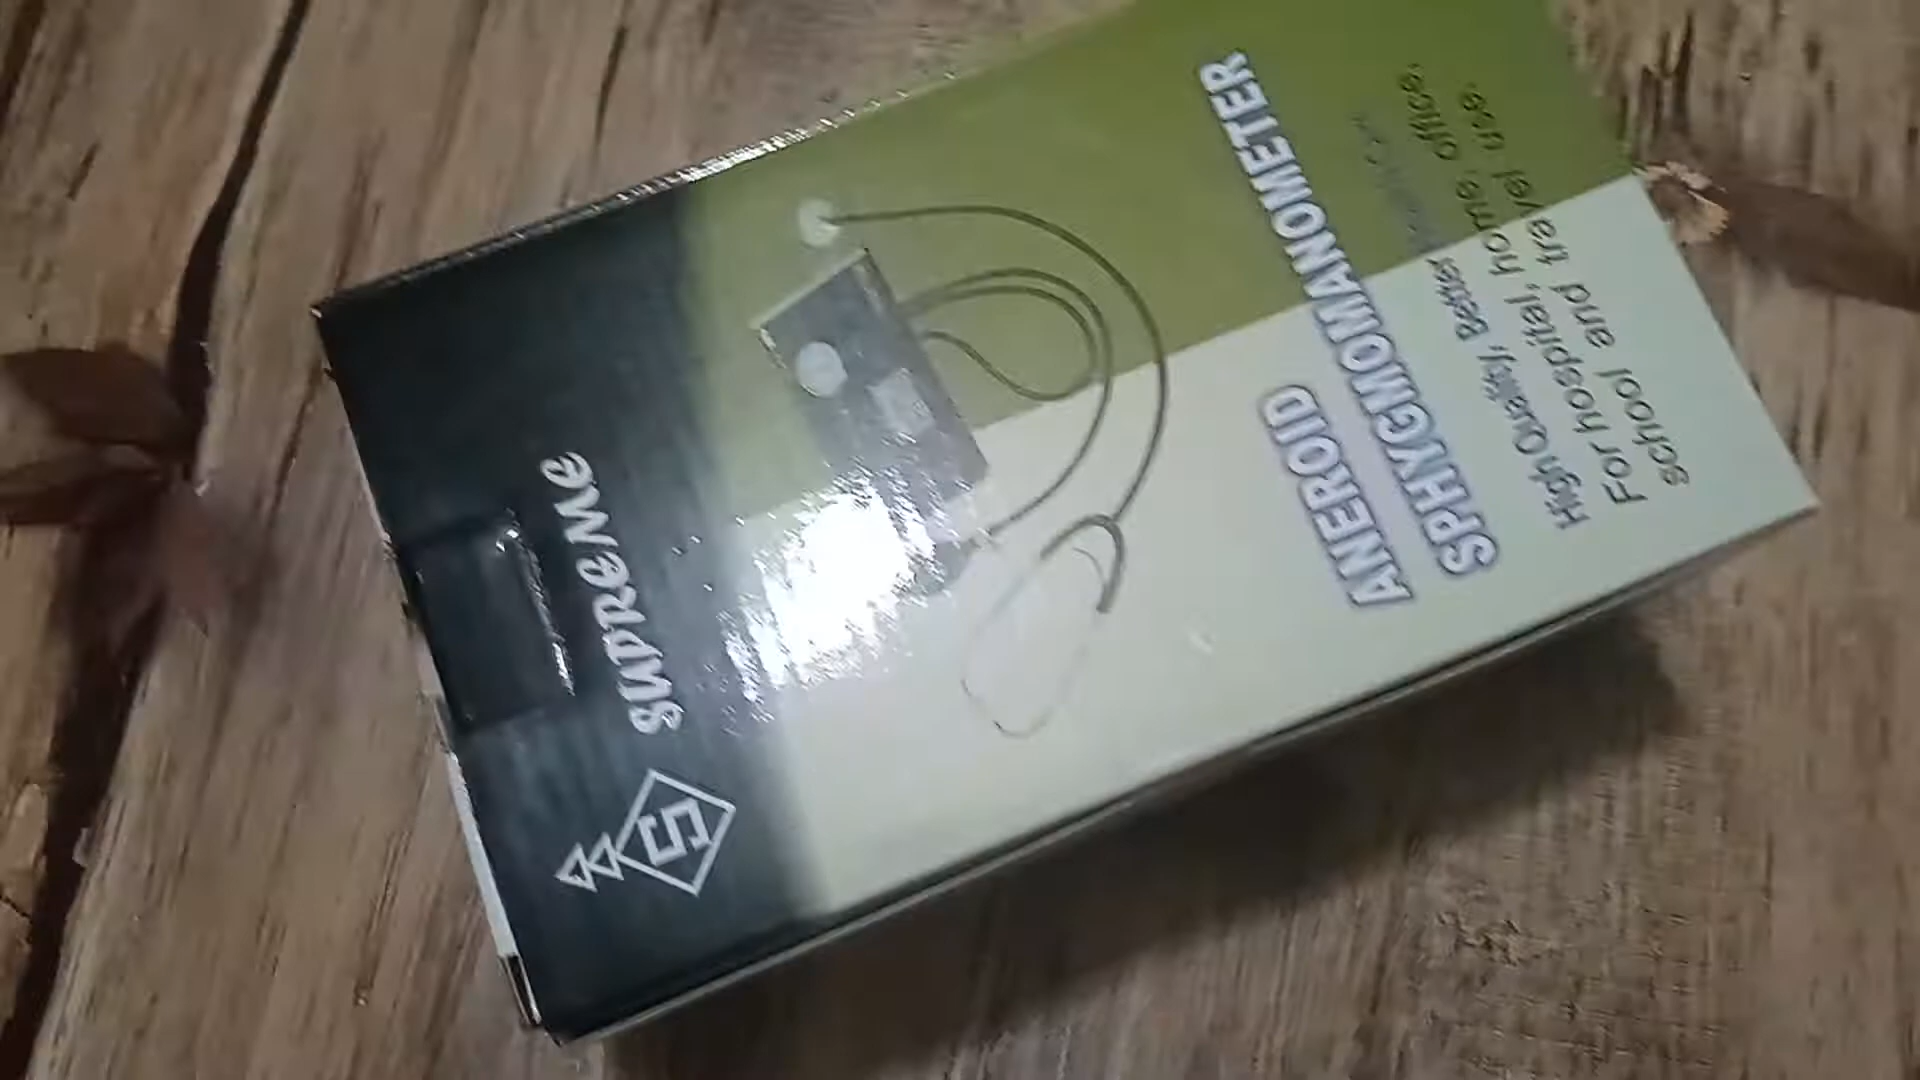 SUPREME
ANEROID
SPHYGMOMANOMETER
High Quality, Better
For hospital, home, office,
school and travel use.